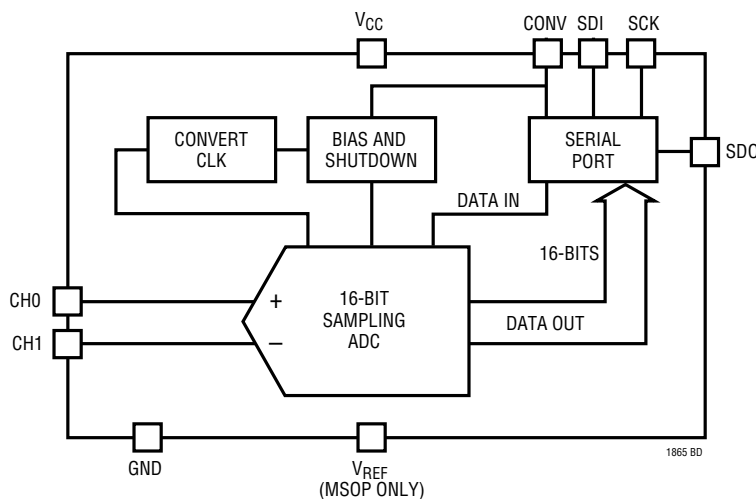 VCC
CONV SDI SCK
CONVERT
CLK
BIAS AND
SHUTDOWN
SERIAL
PORT
SDO
DATA IN
16-BITS
CH0
+
16-BIT
SAMPLING
ADC
DATA OUT
CH1
−
GND
VREF
(MSOP ONLY)
1865 BD